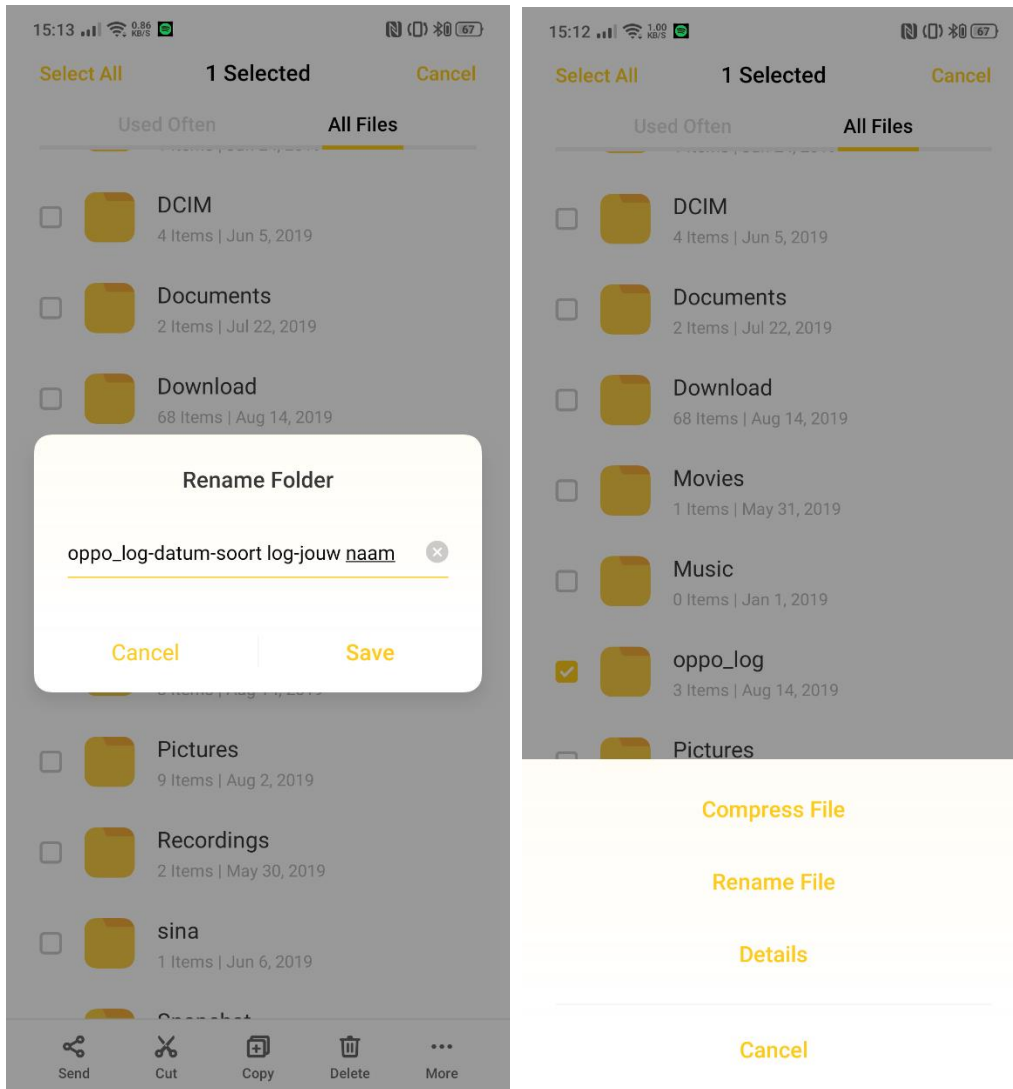 15:13 0.86 KB/S 67
Select All 1 Selected Cancel
Used Often All Files
DCIM
4 Items | Jun 5, 2019
Documents
2 Items | Jul 22, 2019
Download
68 Items | Aug 14, 2019
Rename Folder
oppo_log-datum-soort log-jouw naam
Cancel Save
Pictures
9 Items | Aug 2, 2019
Recordings
2 Items | May 30, 2019
sina
1 Items | Jun 6, 2019
Send Cut Copy Delete More
15:12 1.00 KB/S 67
Select All 1 Selected Cancel
Used Often All Files
DCIM
4 Items | Jun 5, 2019
Documents
2 Items | Jul 22, 2019
Download
68 Items | Aug 14, 2019
Movies
1 Items | May 31, 2019
Music
0 Items | Jan 1, 2019
oppo_log
3 Items | Aug 14, 2019
Pictures
Compress File
Rename File
Details
Cancel